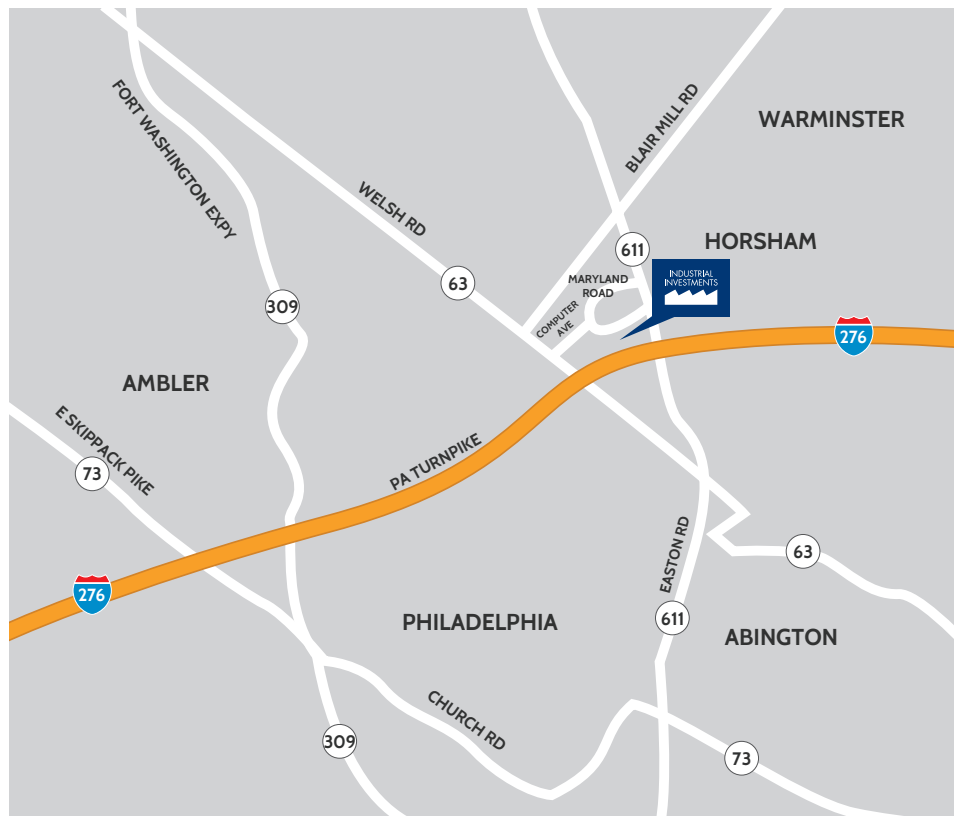 WARMINSTER
BLAIR MILL RD
FORT WASHINGTON EXPY
WELSH RD
611
HORSHAM
INDUSTRIAL
INVESTMENTS
MARYLAND
ROAD
63
309
COMPUTER
AVE
276
AMBLER
E SKIPPACK PIKE
73
PA TURNPIKE
EASTON RD
63
276
611
PHILADELPHIA
ABINGTON
CHURCH RD
309
73